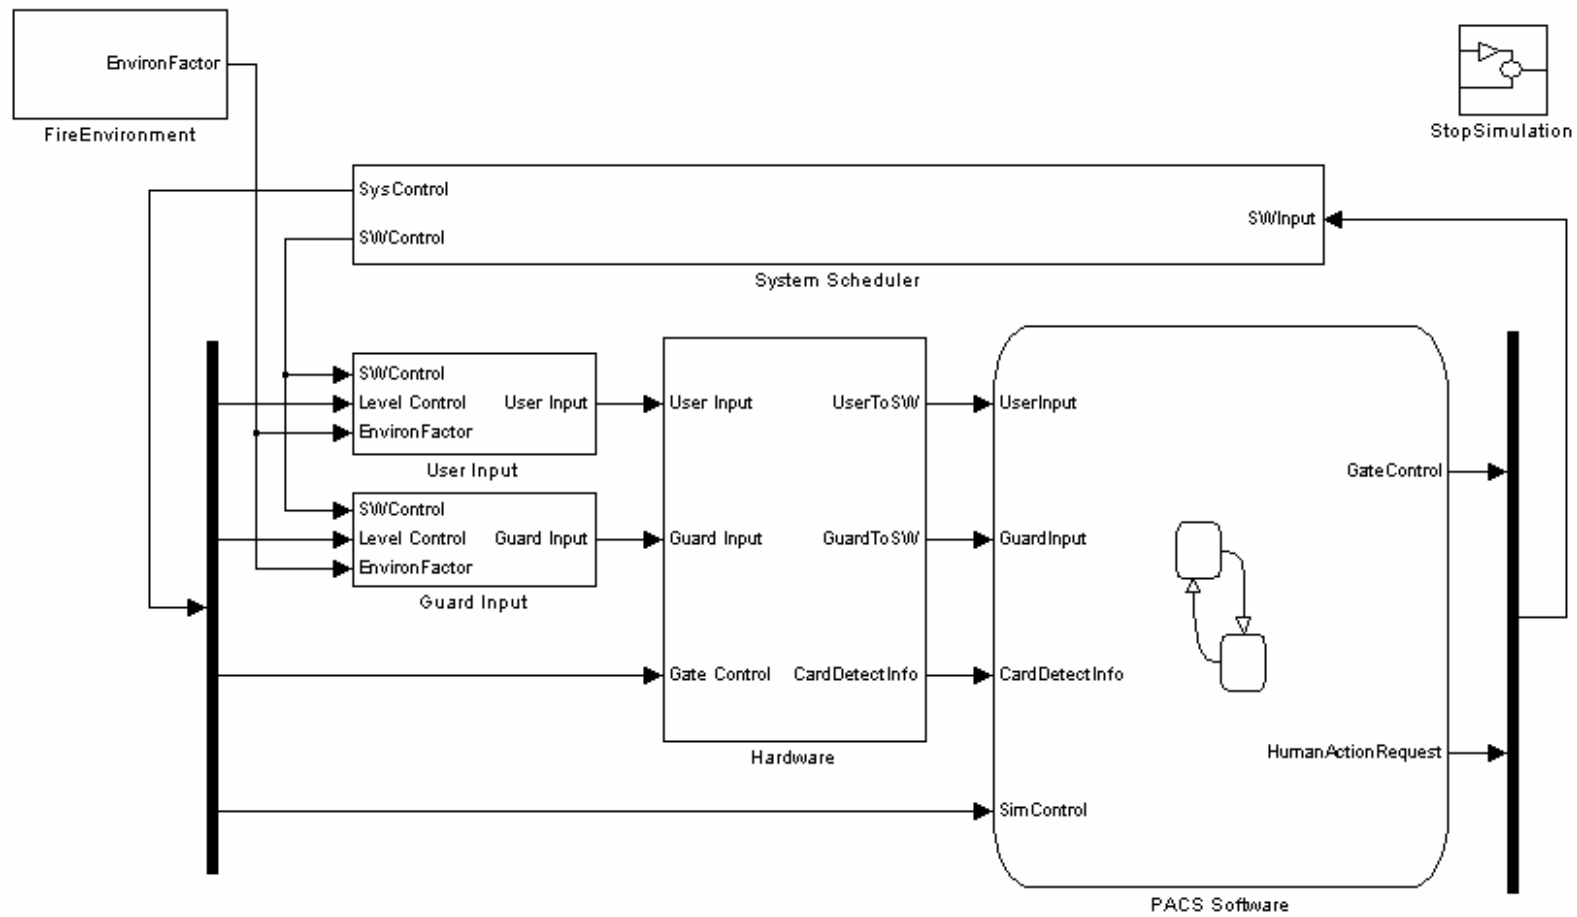 EnvironFactor
FireEnvironment
StopSimulation
SysControl
SWInput
SWControl
System Scheduler
SWControl
Level Control
User Input
EnvironFactor
User Input
SWControl
Level Control
Guard Input
EnvironFactor
Guard Input
User Input
UserToSW
Guard Input
GuardToSW
Gate Control
CardDetectInfo
Hardware
UserInput
GateControl
GuardInput
CardDetectInfo
HumanActionRequest
SimControl
PACS Software